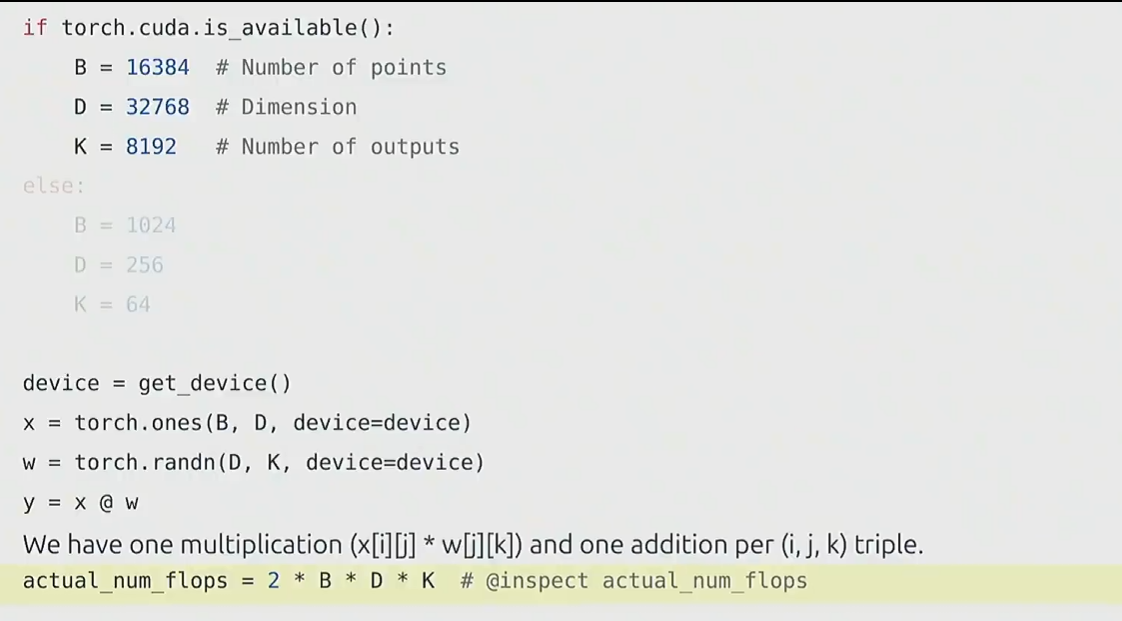 if torch.cuda.is_available():
    B = 16384  # Number of points
    D = 32768  # Dimension
    K = 8192   # Number of outputs
else:
    B = 1024
    D = 256
    K = 64
device = get_device()
x = torch.ones(B, D, device=device)
w = torch.randn(D, K, device=device)
y = x @ w
We have one multiplication (x[i][j] * w[j][k]) and one addition per (i, j, k) triple.
actual_num_flops = 2 * B * D * K  # @inspect actual_num_flops